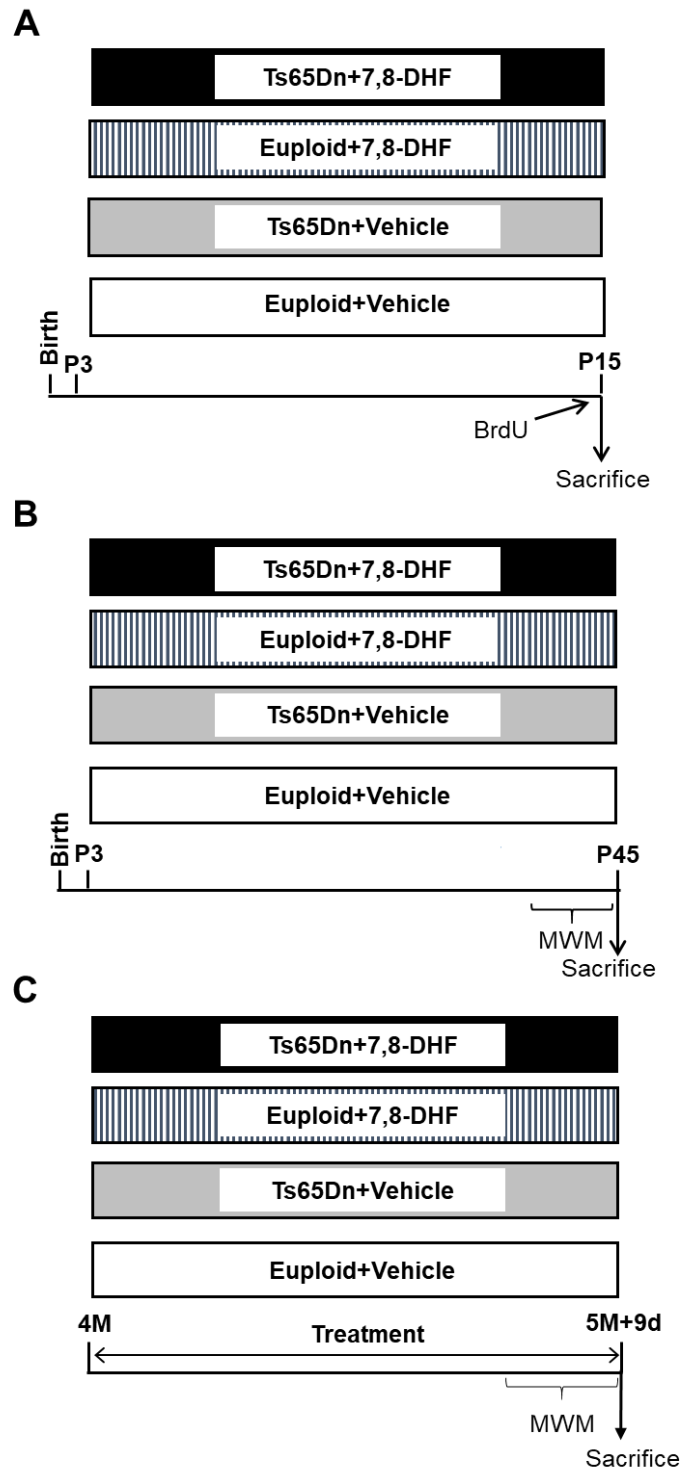 A
Ts65Dn+7,8-DHF
Euploid+7,8-DHF
Ts65Dn+Vehicle
Euploid+Vehicle
Birth
P3
P15
BrdU
Sacrifice
B
Ts65Dn+7,8-DHF
Euploid+7,8-DHF
Ts65Dn+Vehicle
Euploid+Vehicle
Birth
P3
P45
MWM
Sacrifice
C
Ts65Dn+7,8-DHF
Euploid+7,8-DHF
Ts65Dn+Vehicle
Euploid+Vehicle
4M
Treatment
5M+9d
MWM
Sacrifice